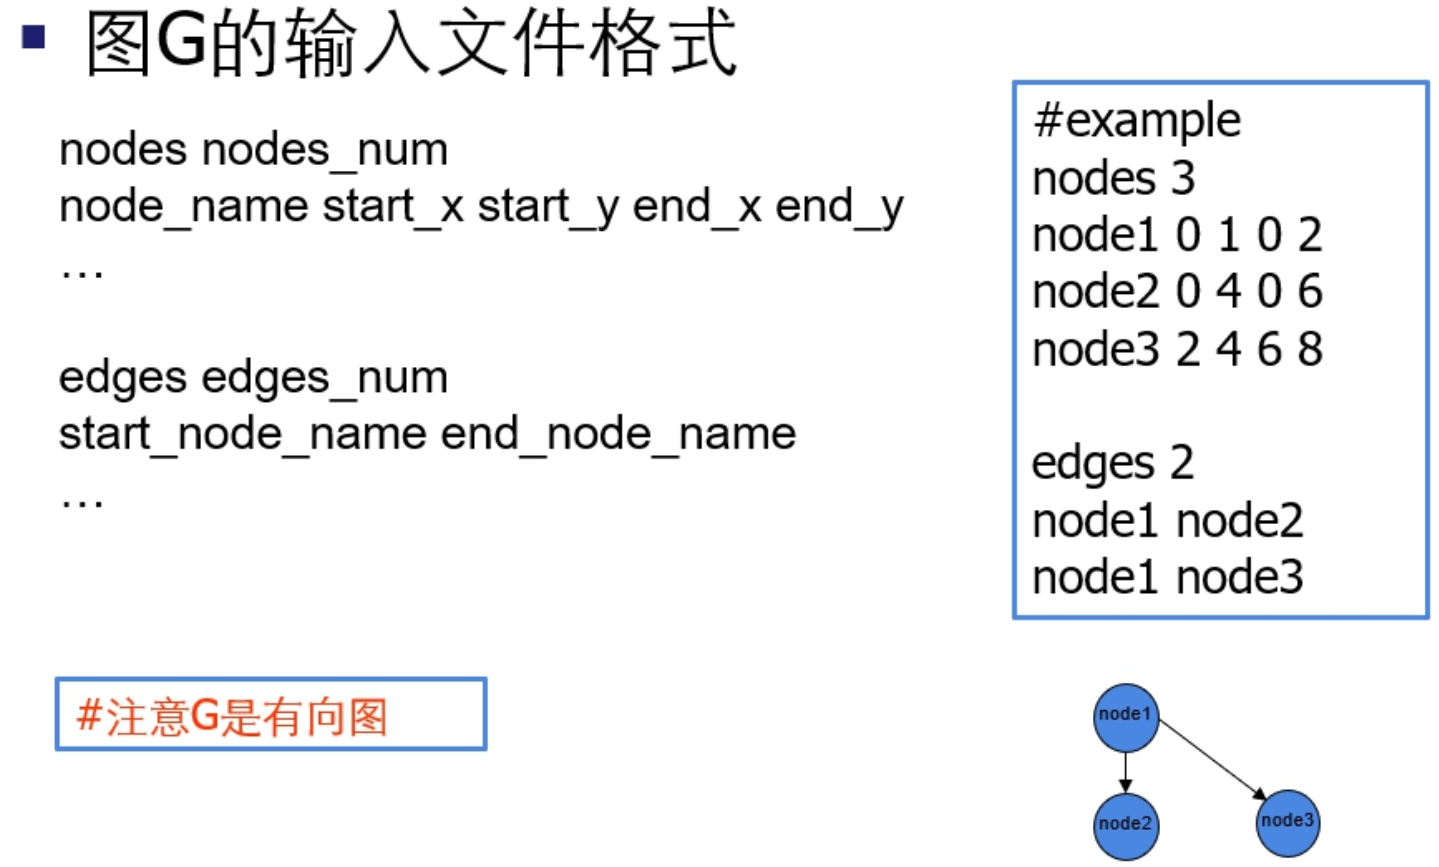 图G的输入文件格式
nodes nodes_num
node_name start_x start_y end_x end_y
…
edges edges_num
start_node_name end_node_name
…
#注意G是有向图
#example
nodes 3
node1 0 1 0 2
node2 0 4 0 6
node3 2 4 6 8
edges 2
node1 node2
node1 node3
node1
node2
node3